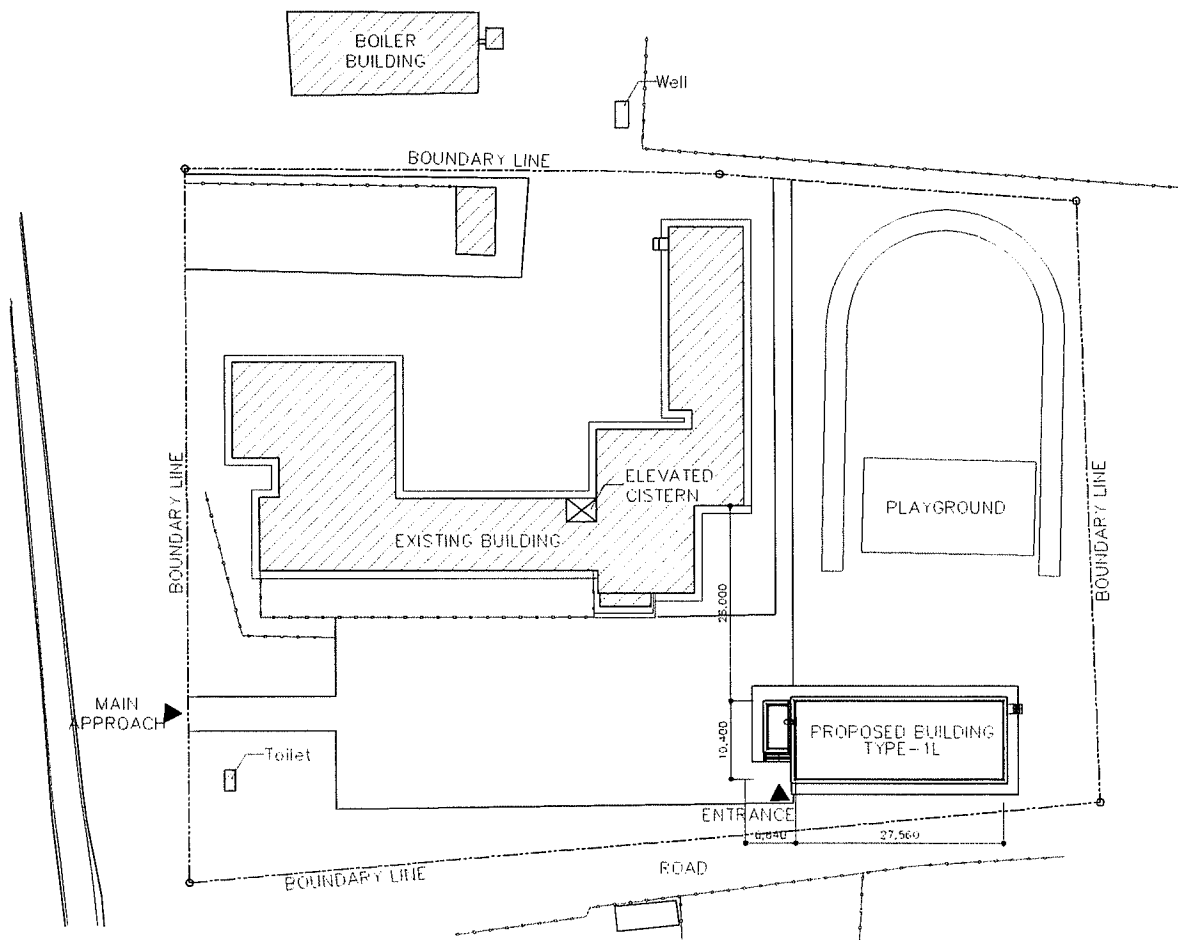 BOILER
BUILDING
Well
BOUNDARY LINE
BOUNDARY LINE
ELEVATED
CISTERN
EXISTING BUILDING
PLAYGROUND
BOUNDARY LINE
26.000
MAIN
APPROACH
10.400
PROPOSED BUILDING
TYPE-1L
Toilet
ENTRANCE
6,840
27,560
ROAD
BOUNDARY LINE